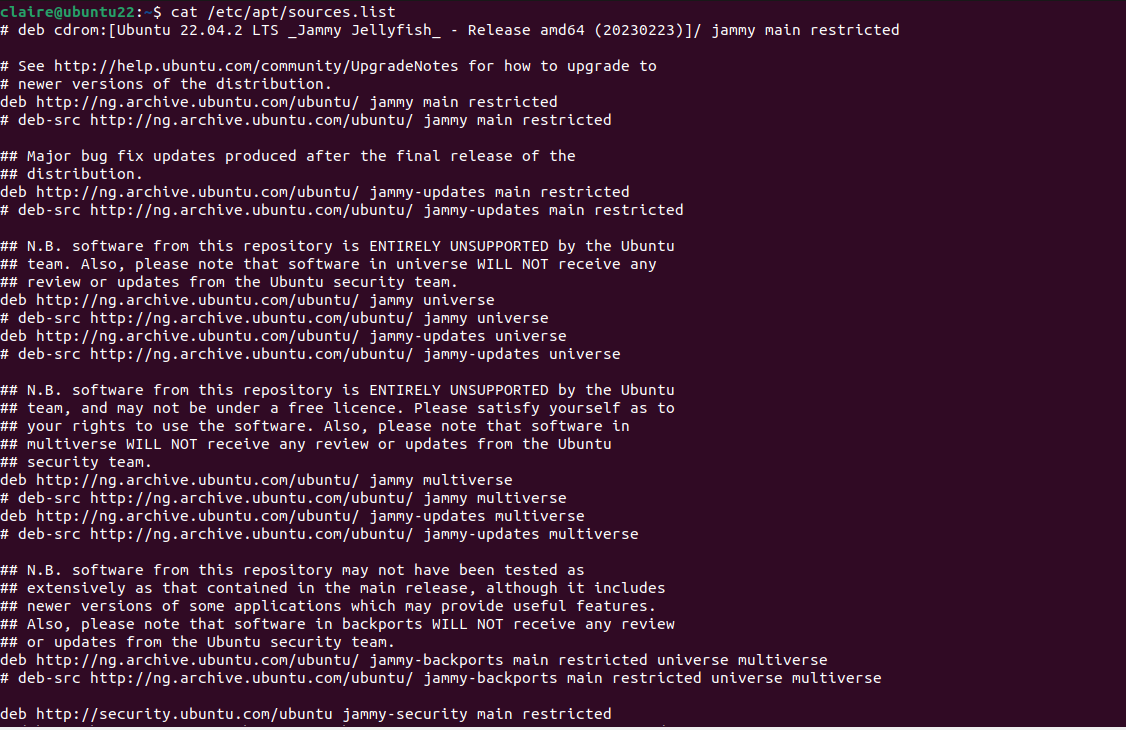 claire@ubuntu22:~$ cat /etc/apt/sources.list
# deb cdrom:[Ubuntu 22.04.2 LTS _Jammy Jellyfish_ - Release amd64 (20230223)]/ jammy main restricted
# See http://help.ubuntu.com/community/UpgradeNotes for how to upgrade to
# newer versions of the distribution.
deb http://ng.archive.ubuntu.com/ubuntu/ jammy main restricted
# deb-src http://ng.archive.ubuntu.com/ubuntu/ jammy main restricted
## Major bug fix updates produced after the final release of the
## distribution.
deb http://ng.archive.ubuntu.com/ubuntu/ jammy-updates main restricted
# deb-src http://ng.archive.ubuntu.com/ubuntu/ jammy-updates main restricted
## N.B. software from this repository is ENTIRELY UNSUPPORTED by the Ubuntu
## team. Also, please note that software in universe WILL NOT receive any
## review or updates from the Ubuntu security team.
deb http://ng.archive.ubuntu.com/ubuntu/ jammy universe
# deb-src http://ng.archive.ubuntu.com/ubuntu/ jammy universe
deb http://ng.archive.ubuntu.com/ubuntu/ jammy-updates universe
# deb-src http://ng.archive.ubuntu.com/ubuntu/ jammy-updates universe
## N.B. software from this repository is ENTIRELY UNSUPPORTED by the Ubuntu
## team, and may not be under a free licence. Please satisfy yourself as to
## your rights to use the software. Also, please note that software in
## multiverse WILL NOT receive any review or updates from the Ubuntu
## security team.
deb http://ng.archive.ubuntu.com/ubuntu/ jammy multiverse
# deb-src http://ng.archive.ubuntu.com/ubuntu/ jammy multiverse
deb http://ng.archive.ubuntu.com/ubuntu/ jammy-updates multiverse
# deb-src http://ng.archive.ubuntu.com/ubuntu/ jammy-updates multiverse
## N.B. software from this repository may not have been tested as
## extensively as that contained in the main release, although it includes
## newer versions of some applications which may provide useful features.
## Also, please note that software in backports WILL NOT receive any review
## or updates from the Ubuntu security team.
deb http://ng.archive.ubuntu.com/ubuntu/ jammy-backports main restricted universe multiverse
# deb-src http://ng.archive.ubuntu.com/ubuntu/ jammy-backports main restricted universe multiverse
deb http://security.ubuntu.com/ubuntu jammy-security main restricted